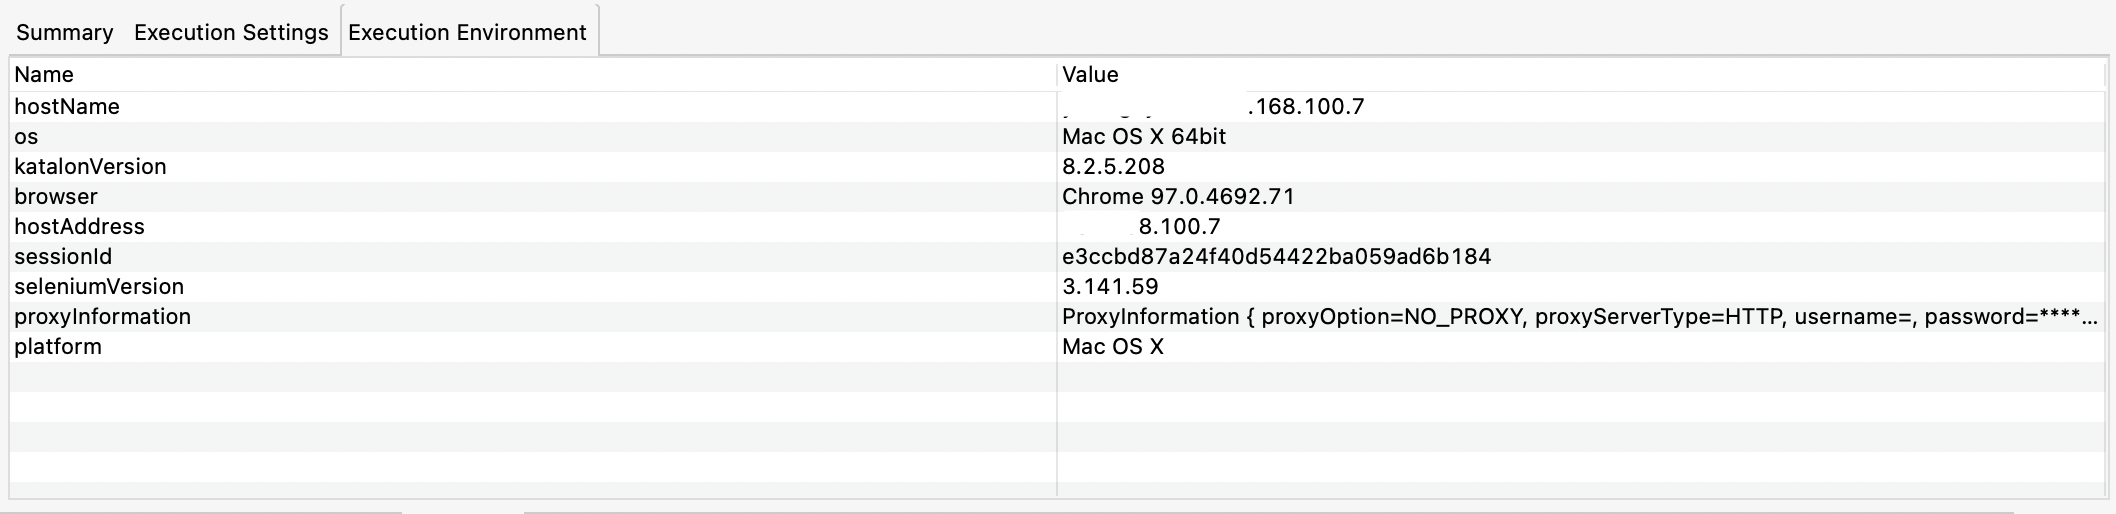 Summary Execution Settings Execution Environment
Name Value
hostName .168.100.7
os Mac OS X 64bit
katalonVersion 8.2.5.208
browser Chrome 97.0.4692.71
hostAddress 8.100.7
sessionId e3ccbd87a24f40d54422ba059ad6b184
seleniumVersion 3.141.59
proxyInformation ProxyInformation { proxyOption=NO_PROXY, proxyServerType=HTTP, username=, password=****...
platform Mac OS X